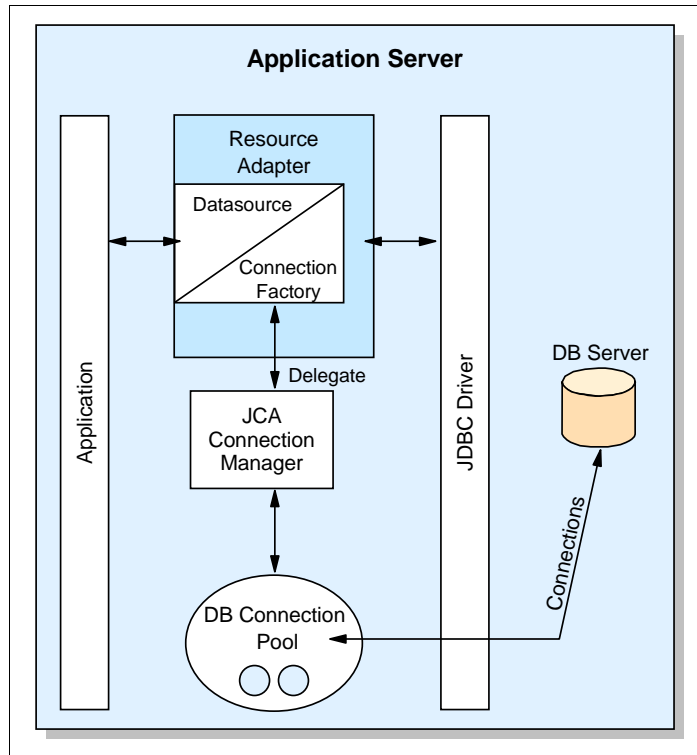 Application Server
Application
Resource
Adapter
Datasource
Connection
Factory
Delegate
JCA
Connection
Manager
DB Connection
Pool
JDBC Driver
DB Server
Connections